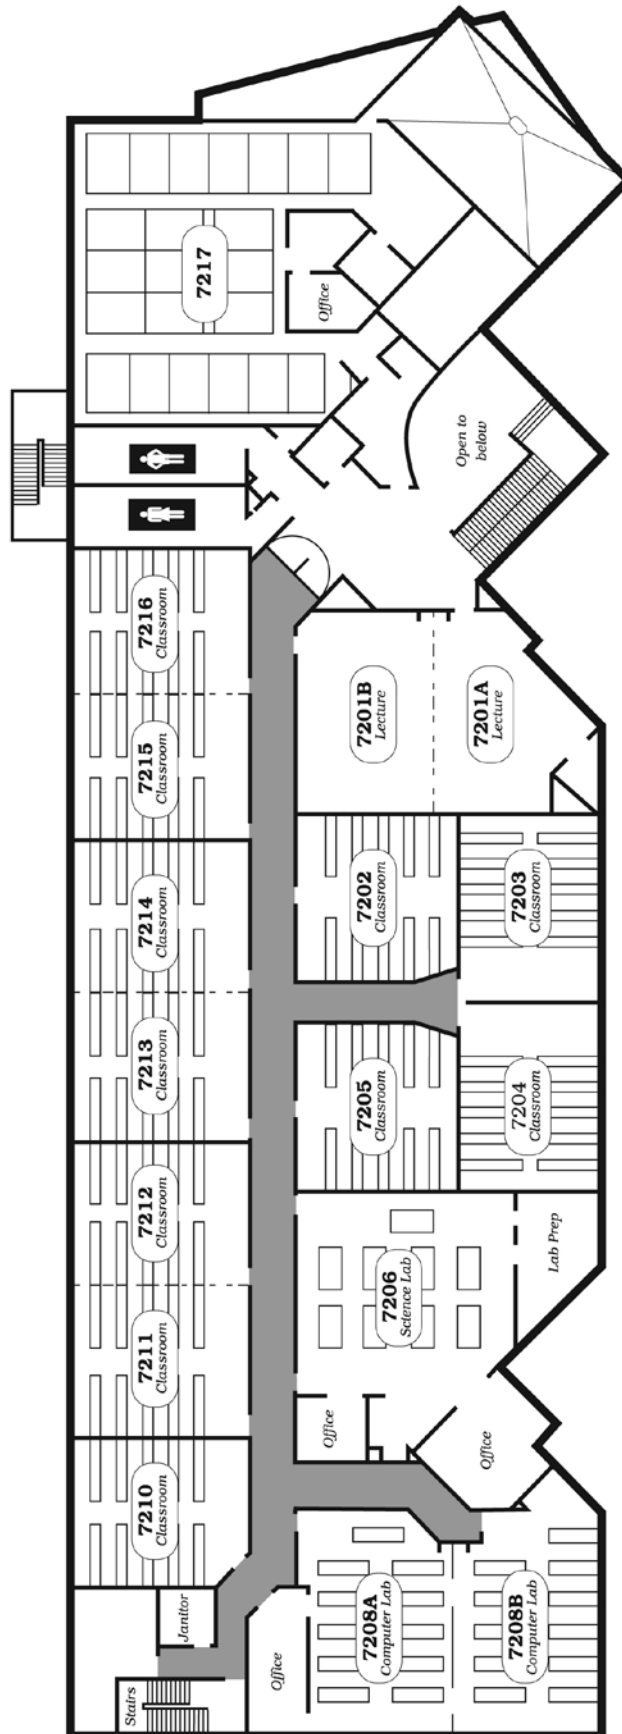 7217
Office
Open to
below
7216
Classroom
7215
Classroom
7214
Classroom
7213
Classroom
7212
Classroom
7211
Classroom
7210
Classroom
7201B
Lecture
7201A
Lecture
7202
Classroom
7203
Classroom
7205
Classroom
7204
Classroom
7206
Science Lab
Lab Prep
Office
Office
7208A
Computer Lab
7208B
Computer Lab
Office
Janitor
Stairs